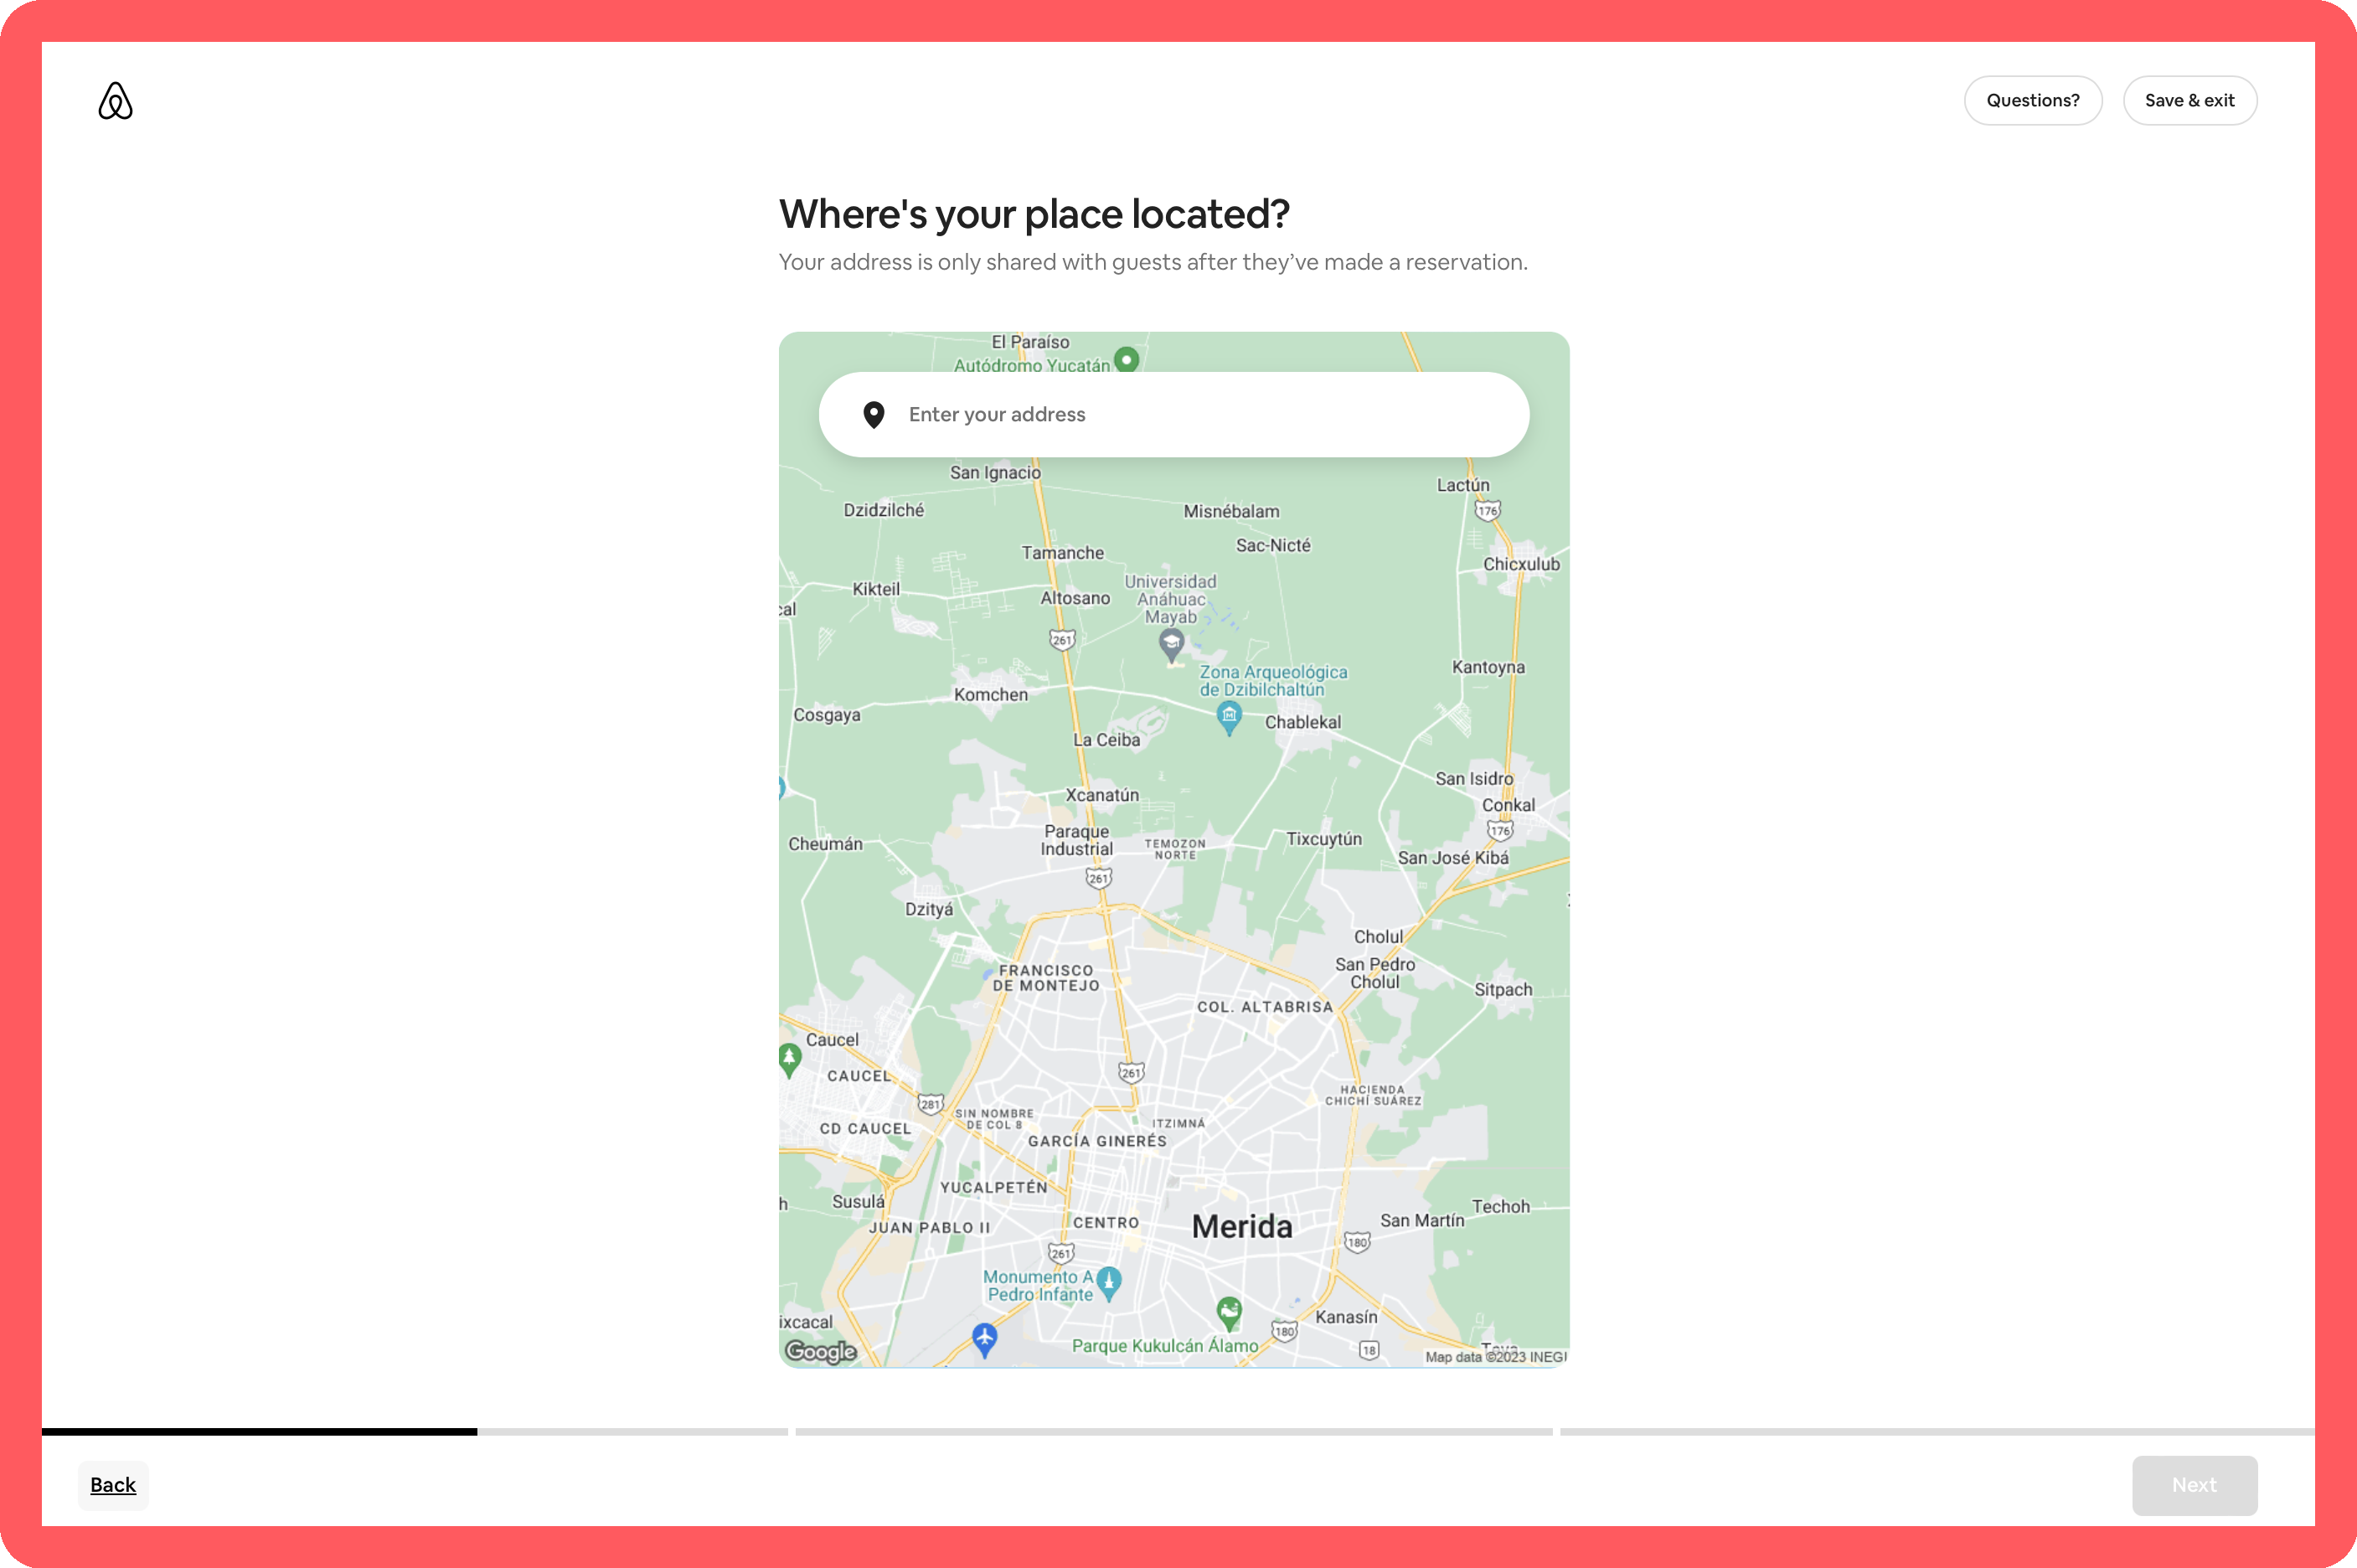 Questions?
Save & exit
Where's your place located?
Your address is only shared with guests after they’ve made a reservation.
El Paraíso
Autódromo Yucatán
Enter your address
San Ignacio
Lactún
Dzidzilché
Misnébalam
176
Sac-Nicté
Tamanche
Chicxulub
Universidad
Anáhuac
Mayab
Kikteil
Altosano
cal
261
Kantoyna
Zona Arqueológica
de Dzibilchaltún
Komchen
Cosgaya
Chablekal
La Ceiba
San Isidro
Xcanatún
Conkal
Paraque
Industrial
176
Cheumán
TEMOZON
NORTE
Tixcuytún
San José Kibá
261
Dzityá
Cholul
San Pedro
Cholul
FRANCISCO
DE MONTEJO
Sitpach
COL. ALTABRISA
Caucel
CAUCEL
261
HACIENDA
CHICHÍ SUÁREZ
281
SIN NOMBRE
DE COL 8
ITZIMNÁ
CD CAUCEL
GARCÍA GINERÉS
YUCALPETÉN
h
Susulá
Techoh
JUAN PABLO II
CENTRO
Merida
San Martín
180
261
Monumento A
Pedro Infante
ixcacal
Kanasín
180
Parque Kukulcán Álamo
18
Google
Map data ©2023 INEGI
Back
Next